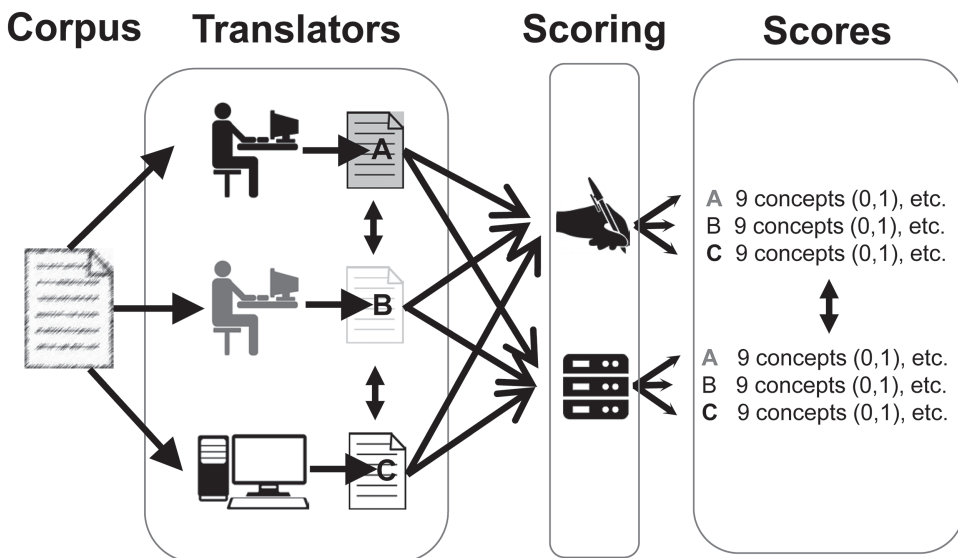 Corpus Translators Scoring Scores
A
B
C
A 9 concepts (0,1), etc.
B 9 concepts (0,1), etc.
C 9 concepts (0,1), etc.
A 9 concepts (0,1), etc.
B 9 concepts (0,1), etc.
C 9 concepts (0,1), etc.